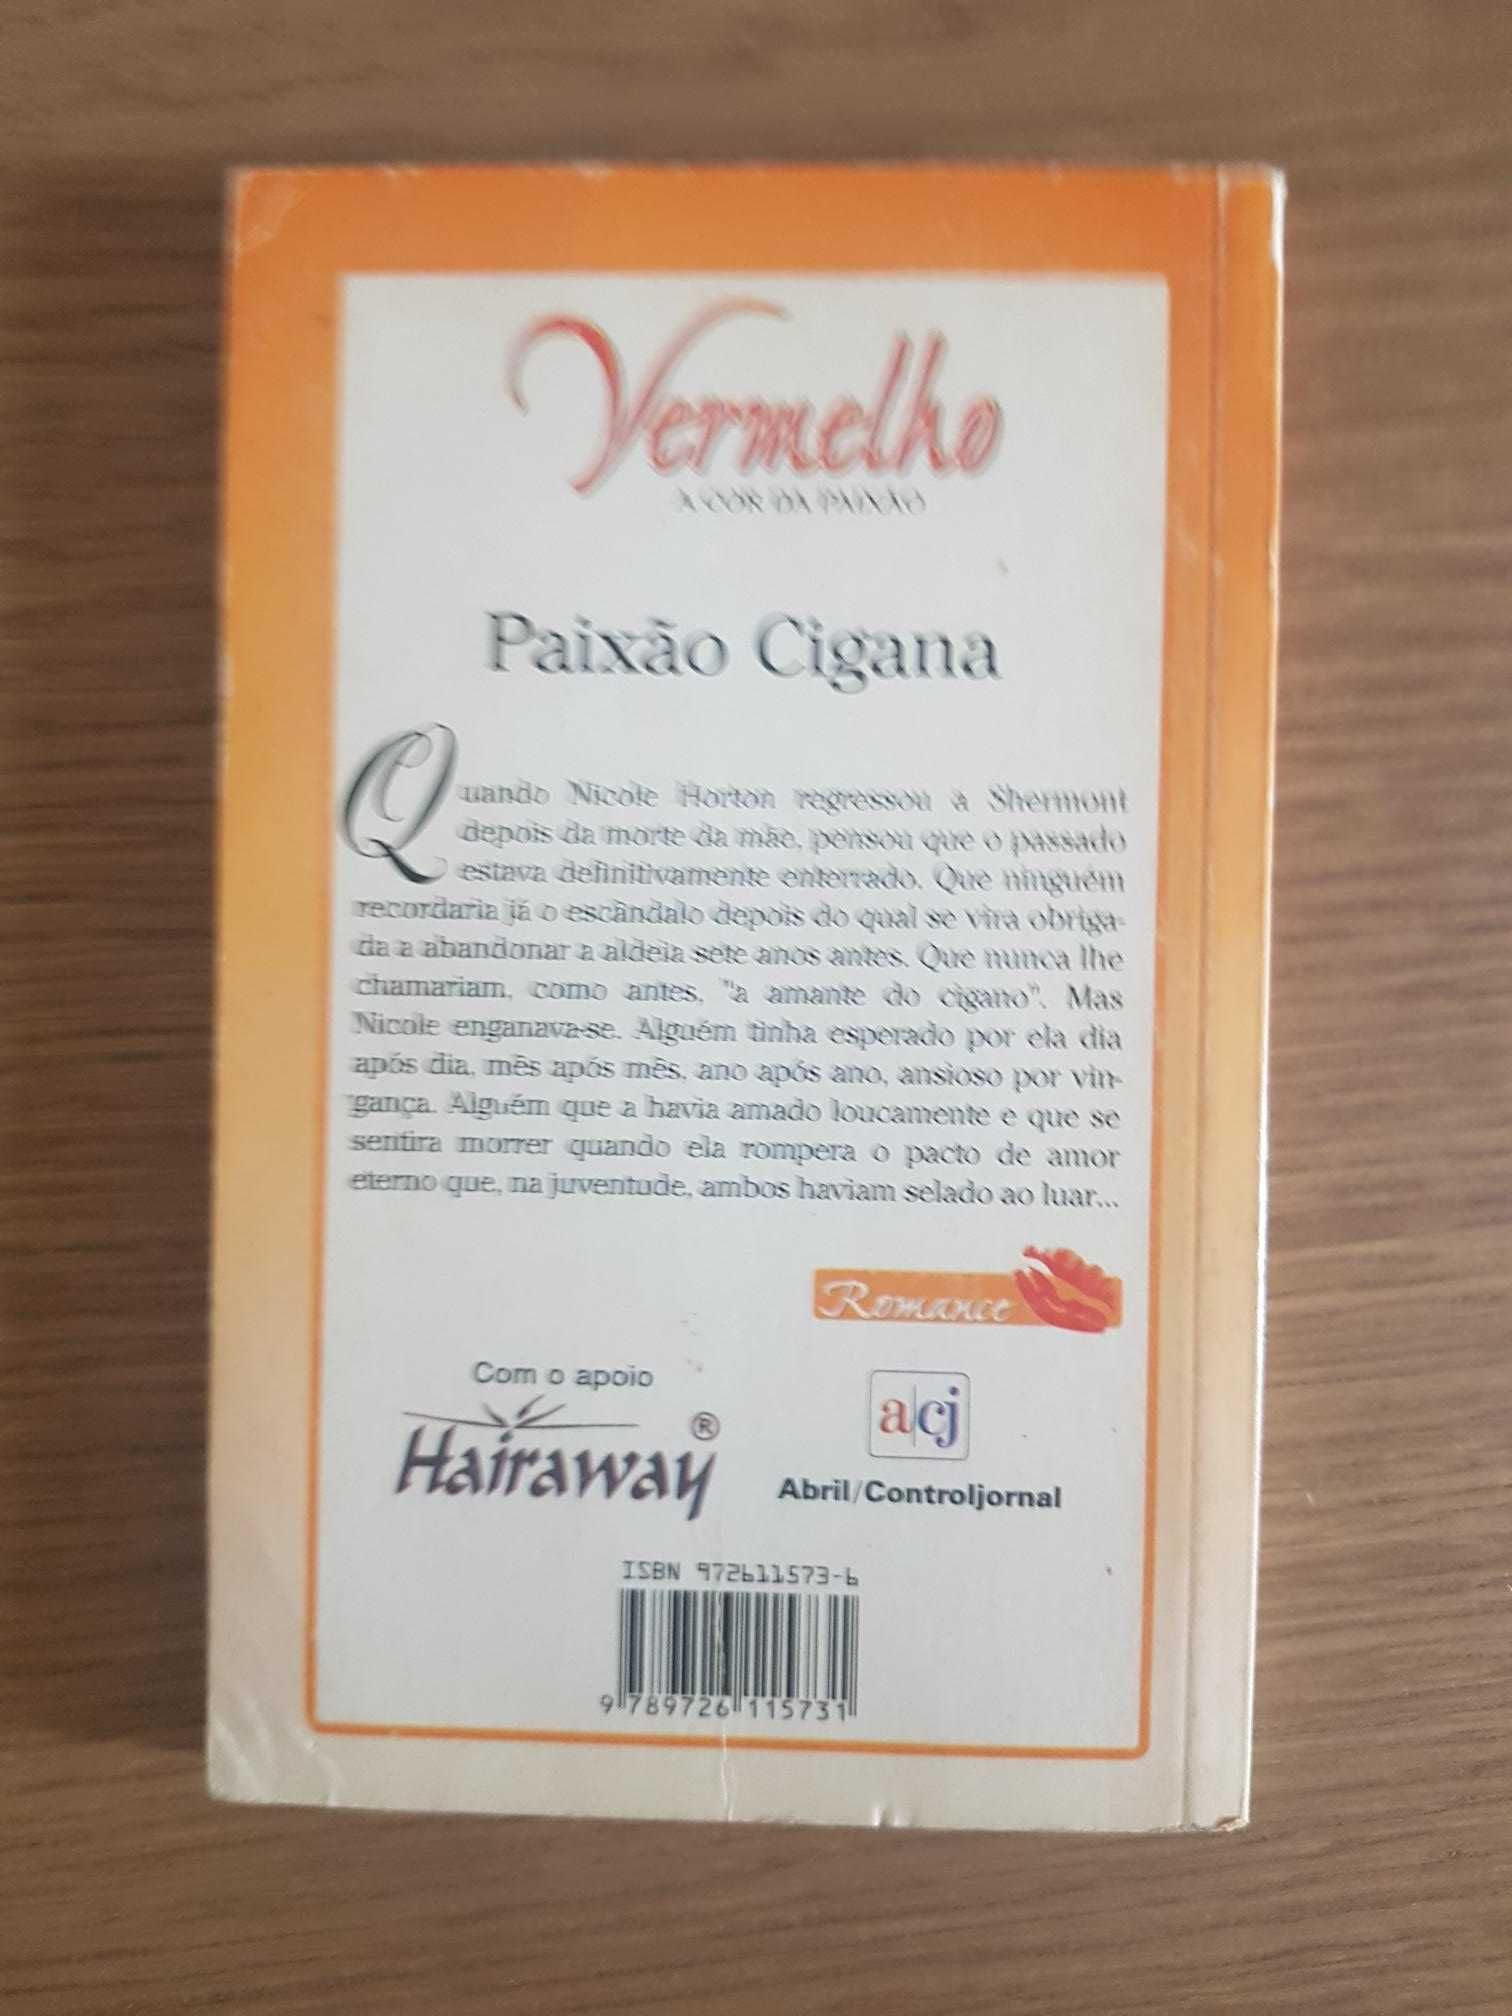 Vermelho
A COR DA PAIXÃO
Paixão Cigana
Quando Nicole Horton regressou a Shermont
depois da morte da mãe, pensou que o passado
estava definitivamente enterrado. Que ninguém
recordaria já o escândalo depois do qual se vira obriga-
da a abandonar a aldeia sete anos antes. Que nunca lhe
chamariam, como antes, "a amante do cigano". Mas
Nicole enganava-se. Alguém tinha esperado por ela dia
após dia, mês após mês, ano após ano, ansioso por vin-
gança. Alguém que a havia amado loucamente e que se
sentira morrer quando ela rompera o pacto de amor
eterno que, na juventude, ambos haviam selado ao luar...
Romance
Com o apoio
Hairaway®
a/cj
Abril/Controljornal
ISBN 972611573-6
9 789726 115731